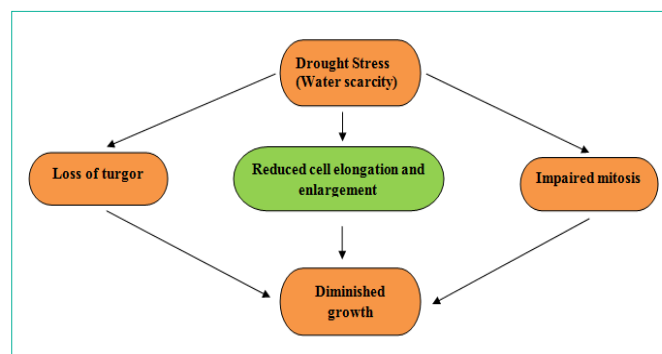 Drought Stress
(Water scarcity)
Loss of turgor
Reduced cell elongation and
enlargement
Impaired mitosis
Diminished
growth